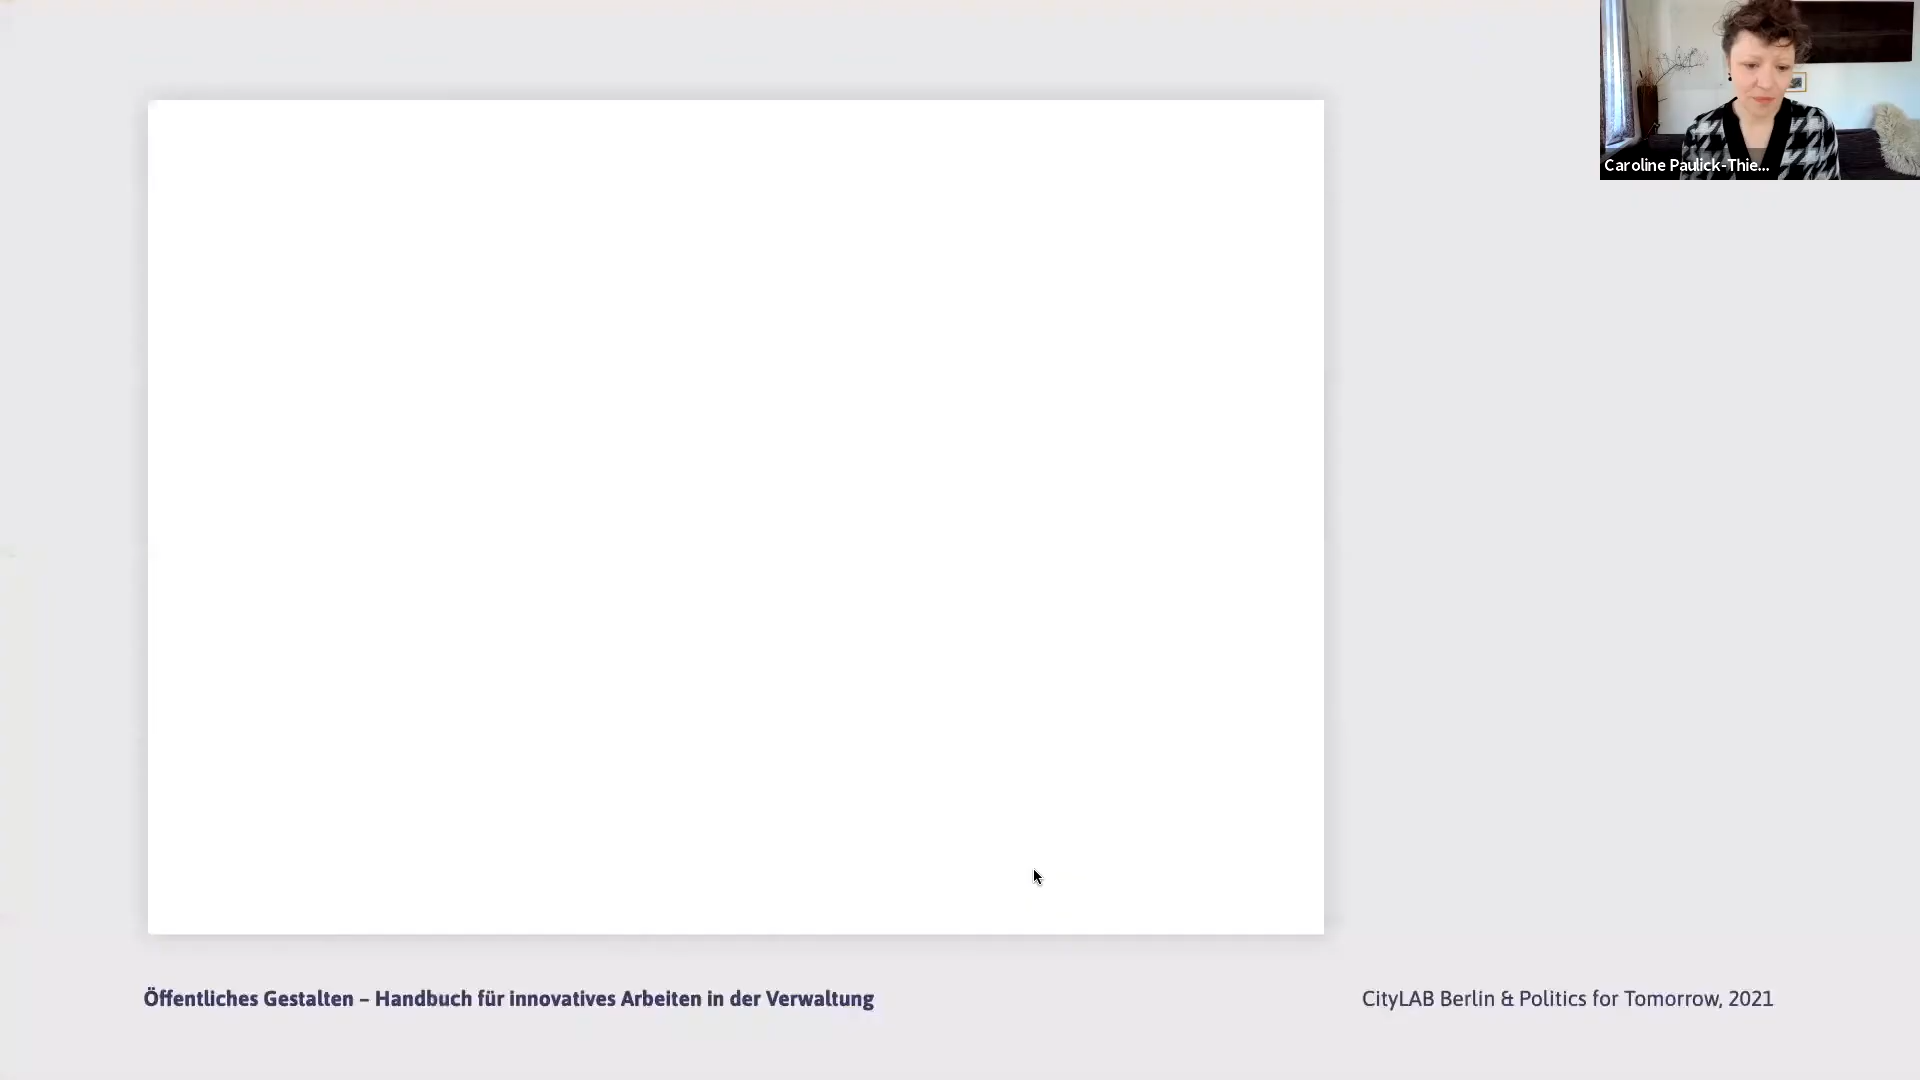 Caroline Paulick-Thie...
Öffentliches Gestalten – Handbuch für innovatives Arbeiten in der Verwaltung
CityLAB Berlin & Politics for Tomorrow, 2021